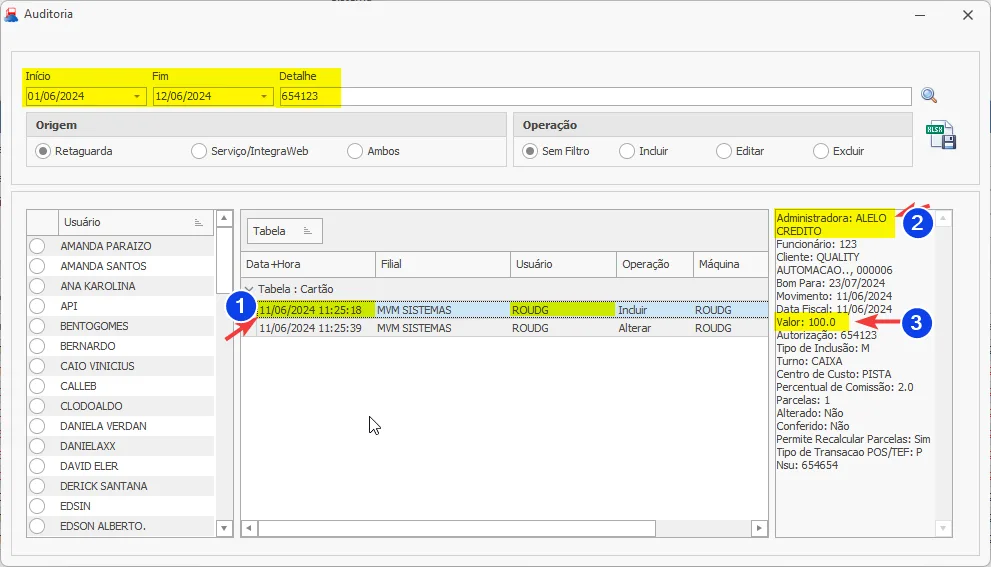 Auditoria
Início Fim Detalhe
01/06/2024 12/06/2024 654123
Origem
Retaguarda Serviço/IntegraWeb Ambos
Operação
Sem Filtro Incluir Editar Excluir
XLSX
Usuário
AMANDA PARAIZO
AMANDA SANTOS
ANA KAROLINA
API
BENTOGOMES
BERNARDO
CAIO VINICIUS
CALLEB
CLODOALDO
DANIELA VERDAN
DANIELAXX
DAVID ELER
DERICK SANTANA
EDSIN
EDSON ALBERTO.
Tabela
Data+Hora Filial Usuário Operação Máquina
Tabela : Cartão
1
11/06/2024 11:25:18 MVM SISTEMAS ROUDG Incluir ROUDG
11/06/2024 11:25:39 MVM SISTEMAS ROUDG Alterar ROUDG
Administradora: ALELO
CREDITO
2
Funcionário: 123
Cliente: QUALITY
AUTOMACAO.., 000006
Bom Para: 23/07/2024
Movimento: 11/06/2024
Data Fiscal: 11/06/2024
Valor: 100.0
3
Autorização: 654123
Tipo de Inclusão: M
Turno: CAIXA
Centro de Custo: PISTA
Percentual de Comissão: 2.0
Parcelas: 1
Alterado: Não
Conferido: Não
Permite Recalcular Parcelas: Sim
Tipo de Transacao POS/TEF: P
Nsu: 654654